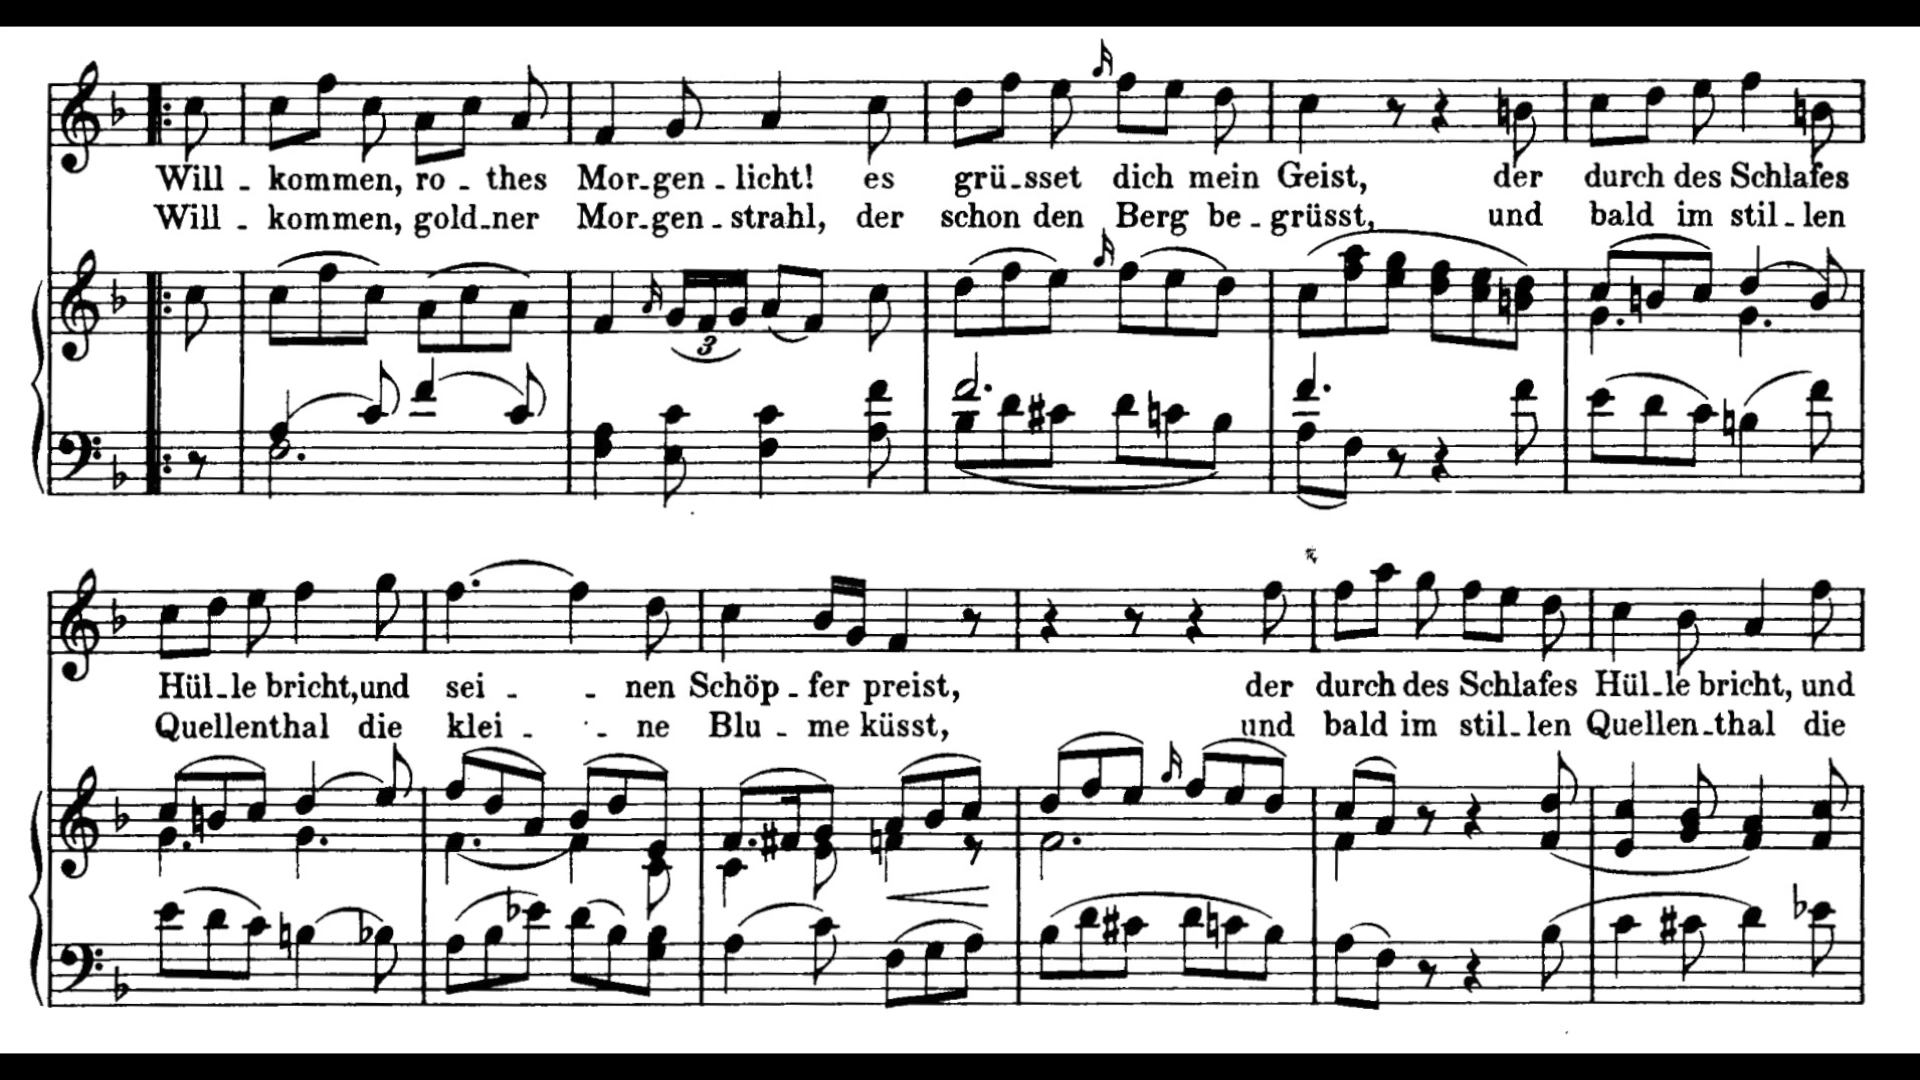 Will - kommen, ro - thes Mor-gen - licht! es grü-sset dich mein Geist, der durch des Schlafes
Will - kommen, gold-ner Mor-gen - strahl, der schon den Berg be - grüsst, und bald im stil - len
3
Hül-le bricht, und sei - - nen Schöp - fer preist, der durch des Schlafes Hül-le bricht, und
Quellenthal die klei - - ne Blu - me küsst, und bald im stil - len Quellen-thal die